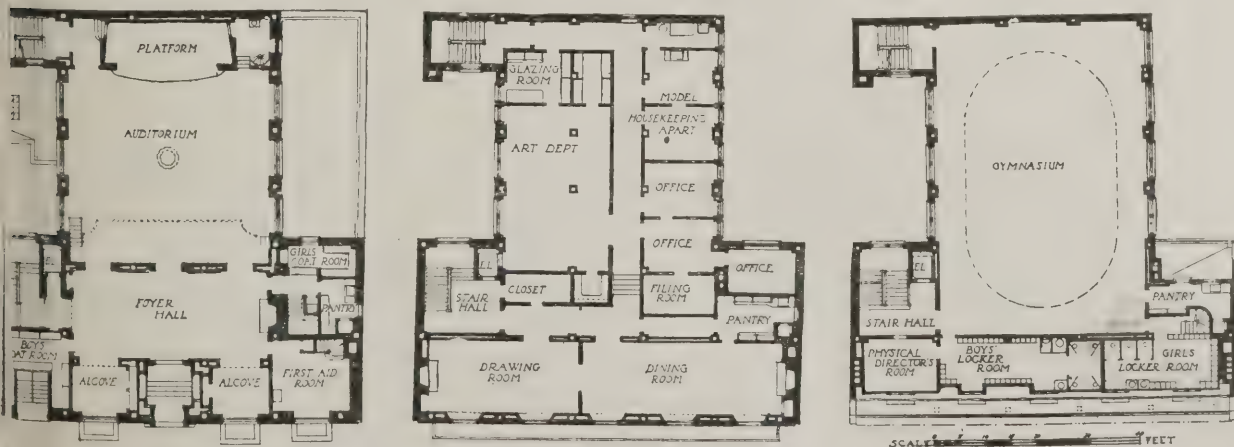 PLATFORM
AUDITORIUM
GIRLS
COAT ROOM
EL
FOYER
HALL
PANTRY
BOYS
OAT ROOM
ALCOVE
ALCOVE
FIRST AID
ROOM
GLAZING
ROOM
MODEL
HOUSEKEEPING
APART
ART DEPT
OFFICE
OFFICE
OFFICE
EL
STAIR
HALL
CLOSET
FILING
ROOM
PANTRY
DRAWING
ROOM
DINING
ROOM
GYMNASIUM
EL
STAIR HALL
PANTRY
PHYSICAL
DIRECTOR'S
ROOM
BOYS'
LOCKER
ROOM
GIRLS
LOCKER ROOM
SCALE
FEET